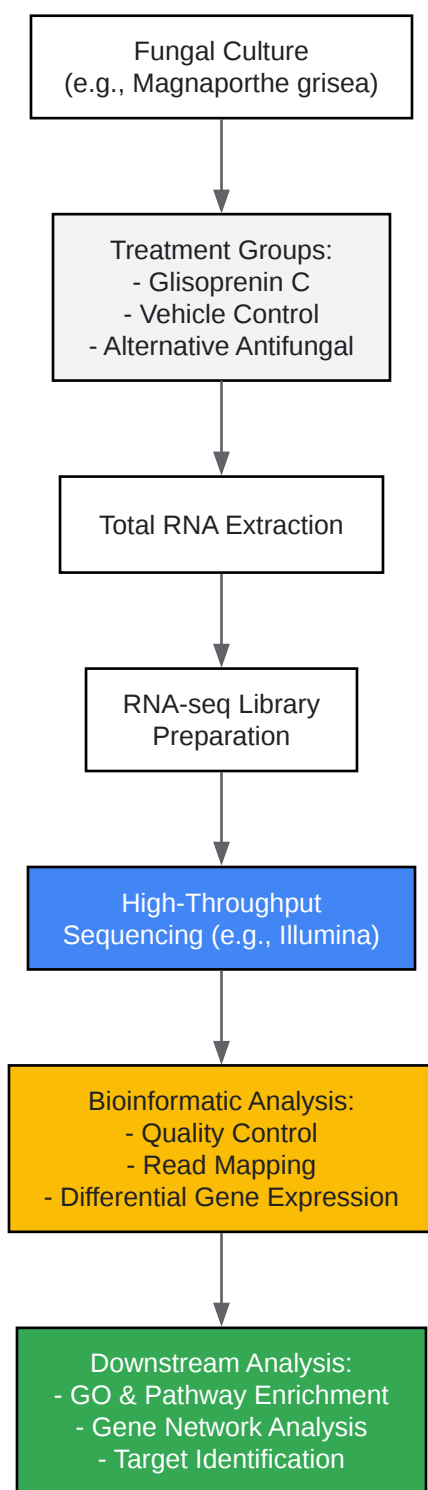 Fungal Culture
(e.g., Magnaporthe grisea)
Treatment Groups:
- Glisoprenin C
- Vehicle Control
- Alternative Antifungal
Total RNA Extraction
RNA-seq Library
Preparation
High-Throughput
Sequencing (e.g., Illumina)
Bioinformatic Analysis:
- Quality Control
- Read Mapping
- Differential Gene Expression
Downstream Analysis:
- GO & Pathway Enrichment
- Gene Network Analysis
- Target Identification